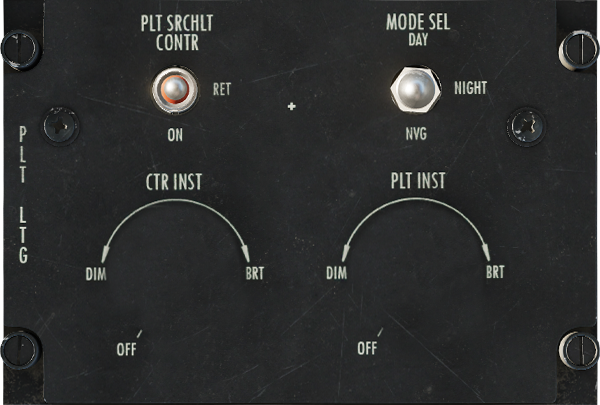 PLT SRCHLT
CONTR
RET
ON
MODE SEL
DAY
NIGHT
NVG
PLT LTG
CTR INST
DIM
BRT
OFF
PLT INST
DIM
BRT
OFF